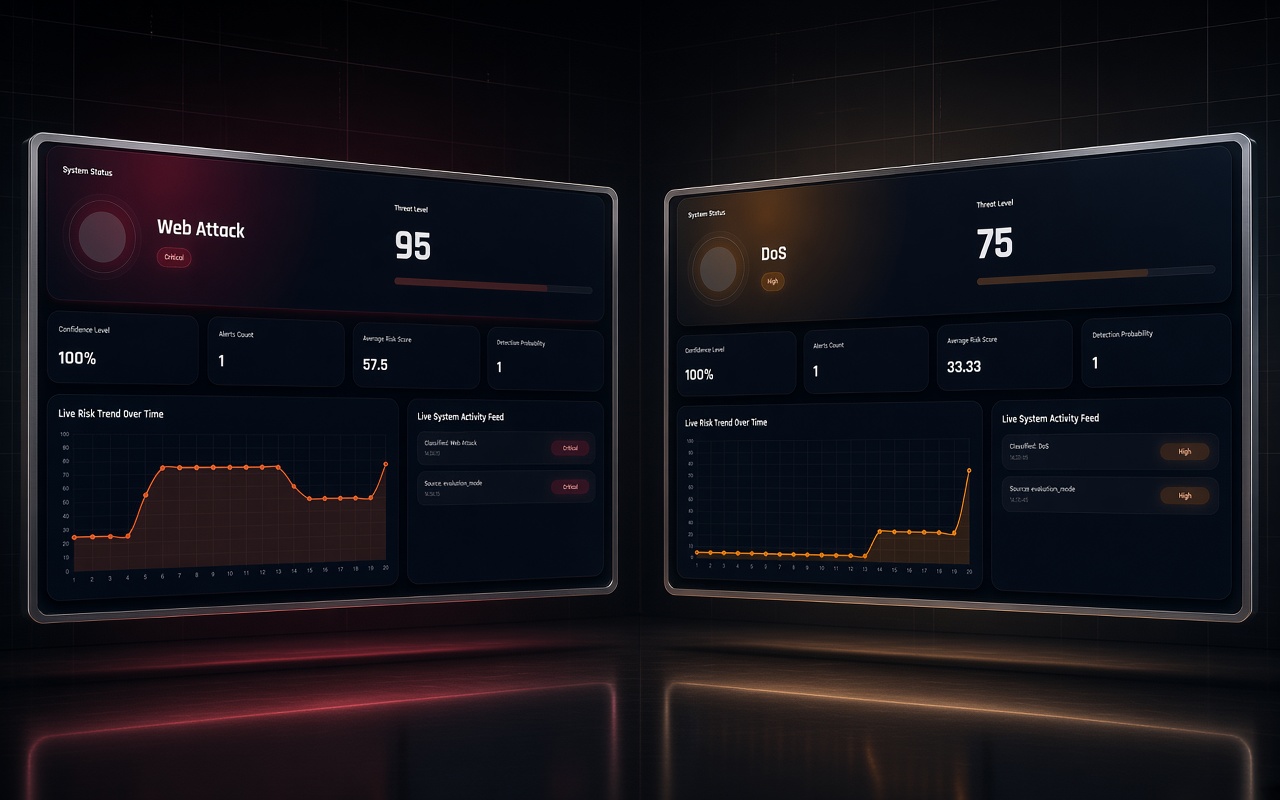 System Status
Web Attack
Critical
Threat Level
95
Confidence Level
100%
Alerts Count
1
Average Risk Score
57.5
Detection Probability
1
Live Risk Trend Over Time
100
90
80
70
60
50
40
30
20
10
0
1 2 3 4 5 6 7 8 9 10 11 12 13 14 15 16 17 18 19 20
Live System Activity Feed
Classified: Web Attack
Critical
Source: evolution_mode
Critical
System Status
DoS
High
Threat Level
75
Confidence Level
100%
Alerts Count
1
Average Risk Score
33.33
Detection Probability
1
Live Risk Trend Over Time
1 2 3 4 5 6 7 8 9 10 11 12 13 14 15 16 17 18 19 20
Live System Activity Feed
Classified: DoS
High
Source: evolution_mode
High